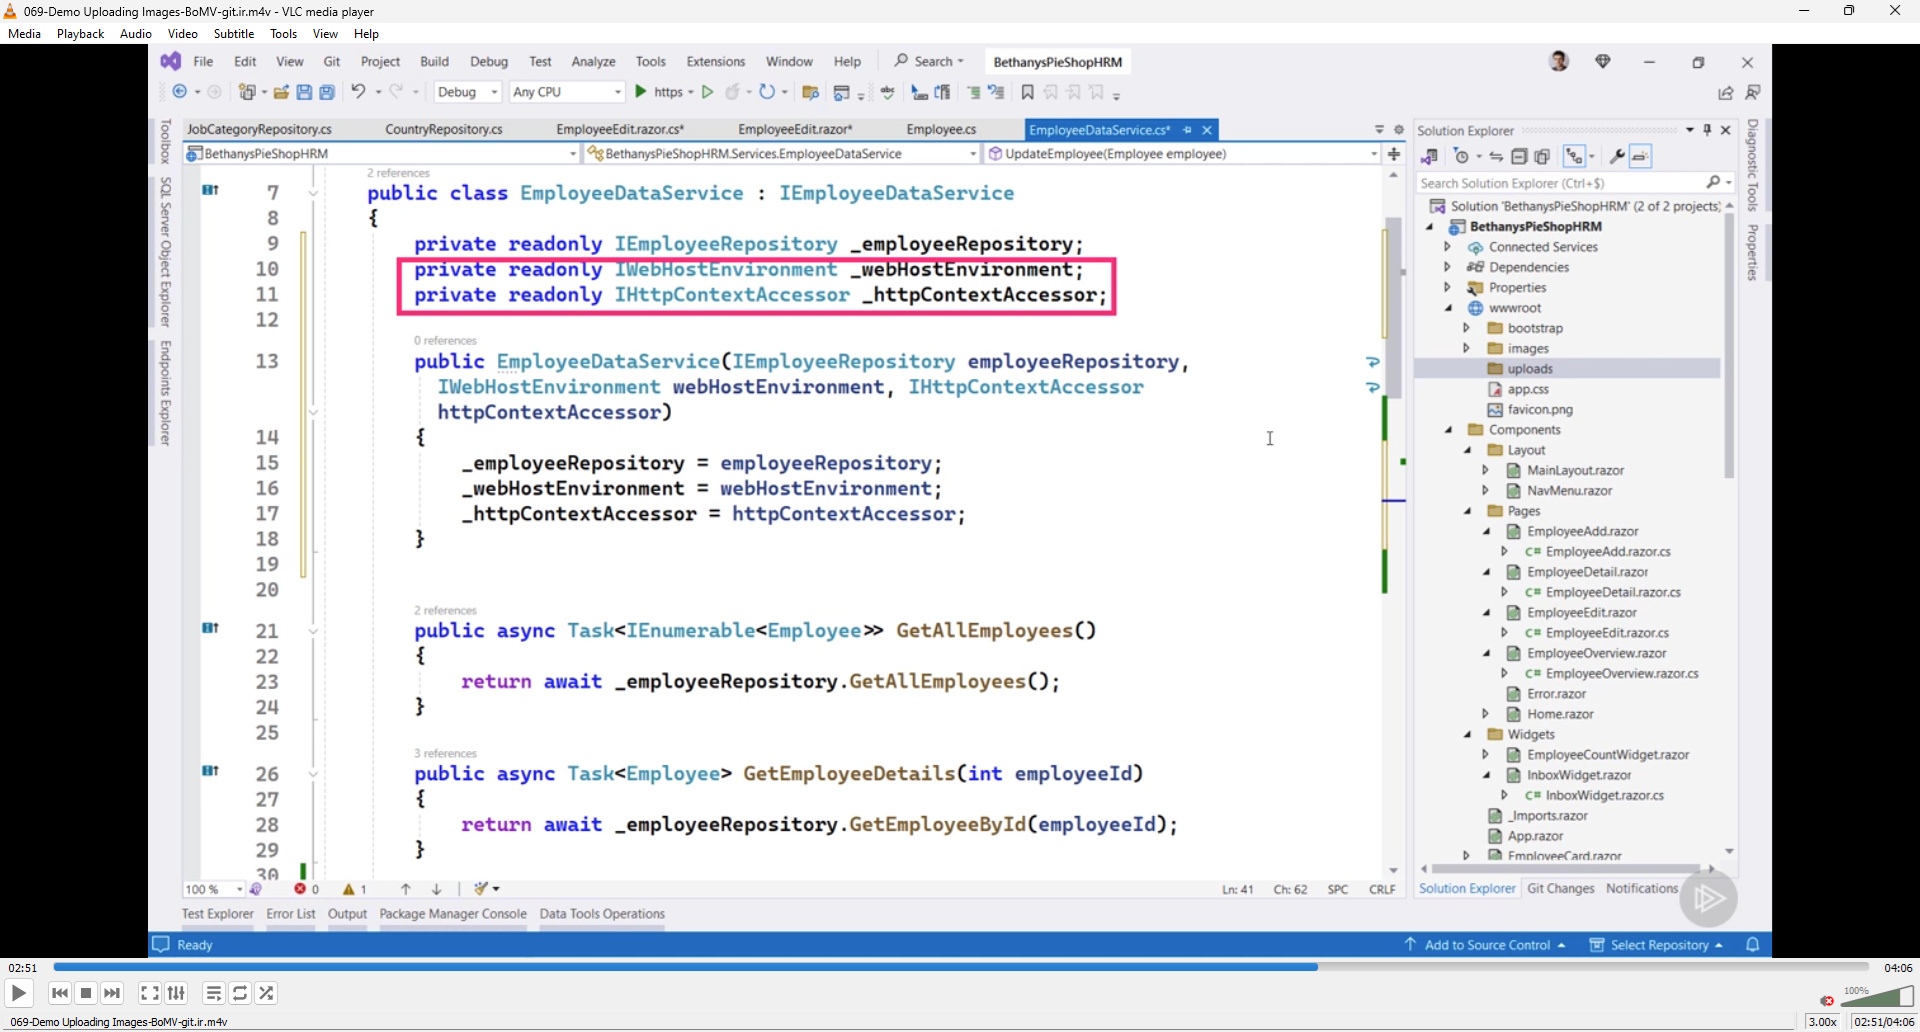 069-Demo Uploading Images-BoMV-git.ir.m4v - VLC media player
Media Playback Audio Video Subtitle Tools View Help
File Edit View Git Project Build Debug Test Analyze Tools Extensions Window Help Search BethanysPieShopHRM
Debug Any CPU https
JobCategoryRepository.cs CountryRepository.cs EmployeeEdit.razor.cs* EmployeeEdit.razor* Employee.cs EmployeeDataService.cs*
BethanysPieShopHRM BethanysPieShopHRM.Services.EmployeeDataService UpdateEmployee(Employee employee)
Toolbox
SQL Server Object Explorer
Endpoints Explorer
2 references
7 public class EmployeeDataService : IEmployeeDataService
8 {
9 private readonly IEmployeeRepository _employeeRepository;
10 private readonly IWebHostEnvironment _webHostEnvironment;
11 private readonly IHttpContextAccessor _httpContextAccessor;
12
0 references
13 public EmployeeDataService(IEmployeeRepository employeeRepository,
IWebHostEnvironment webHostEnvironment, IHttpContextAccessor
httpContextAccessor)
14 {
15 _employeeRepository = employeeRepository;
16 _webHostEnvironment = webHostEnvironment;
17 _httpContextAccessor = httpContextAccessor;
18 }
19
20
2 references
21 public async Task<IEnumerable<Employee>> GetAllEmployees()
22 {
23 return await _employeeRepository.GetAllEmployees();
24 }
25
3 references
26 public async Task<Employee> GetEmployeeDetails(int employeeId)
27 {
28 return await _employeeRepository.GetEmployeeById(employeeId);
29 }
30
100 % 0 1 Ln: 41 Ch: 62 SPC CRLF
Solution Explorer
Search Solution Explorer (Ctrl+$)
Solution 'BethanysPieShopHRM' (2 of 2 projects)
BethanysPieShopHRM
Connected Services
Dependencies
Properties
wwwroot
bootstrap
images
uploads
app.css
favicon.png
Components
Layout
MainLayout.razor
NavMenu.razor
Pages
EmployeeAdd.razor
C# EmployeeAdd.razor.cs
EmployeeDetail.razor
C# EmployeeDetail.razor.cs
EmployeeEdit.razor
C# EmployeeEdit.razor.cs
EmployeeOverview.razor
C# EmployeeOverview.razor.cs
Error.razor
Home.razor
Widgets
EmployeeCountWidget.razor
InboxWidget.razor
C# InboxWidget.razor.cs
_Imports.razor
App.razor
EmployeeCard.razor
Solution Explorer Git Changes Notifications
Diagnostic Tools
Properties
Test Explorer Error List Output Package Manager Console Data Tools Operations
Ready Add to Source Control Select Repository
02:51 04:06
100%
069-Demo Uploading Images-BoMV-git.ir.m4v 3.00x 02:51/04:06